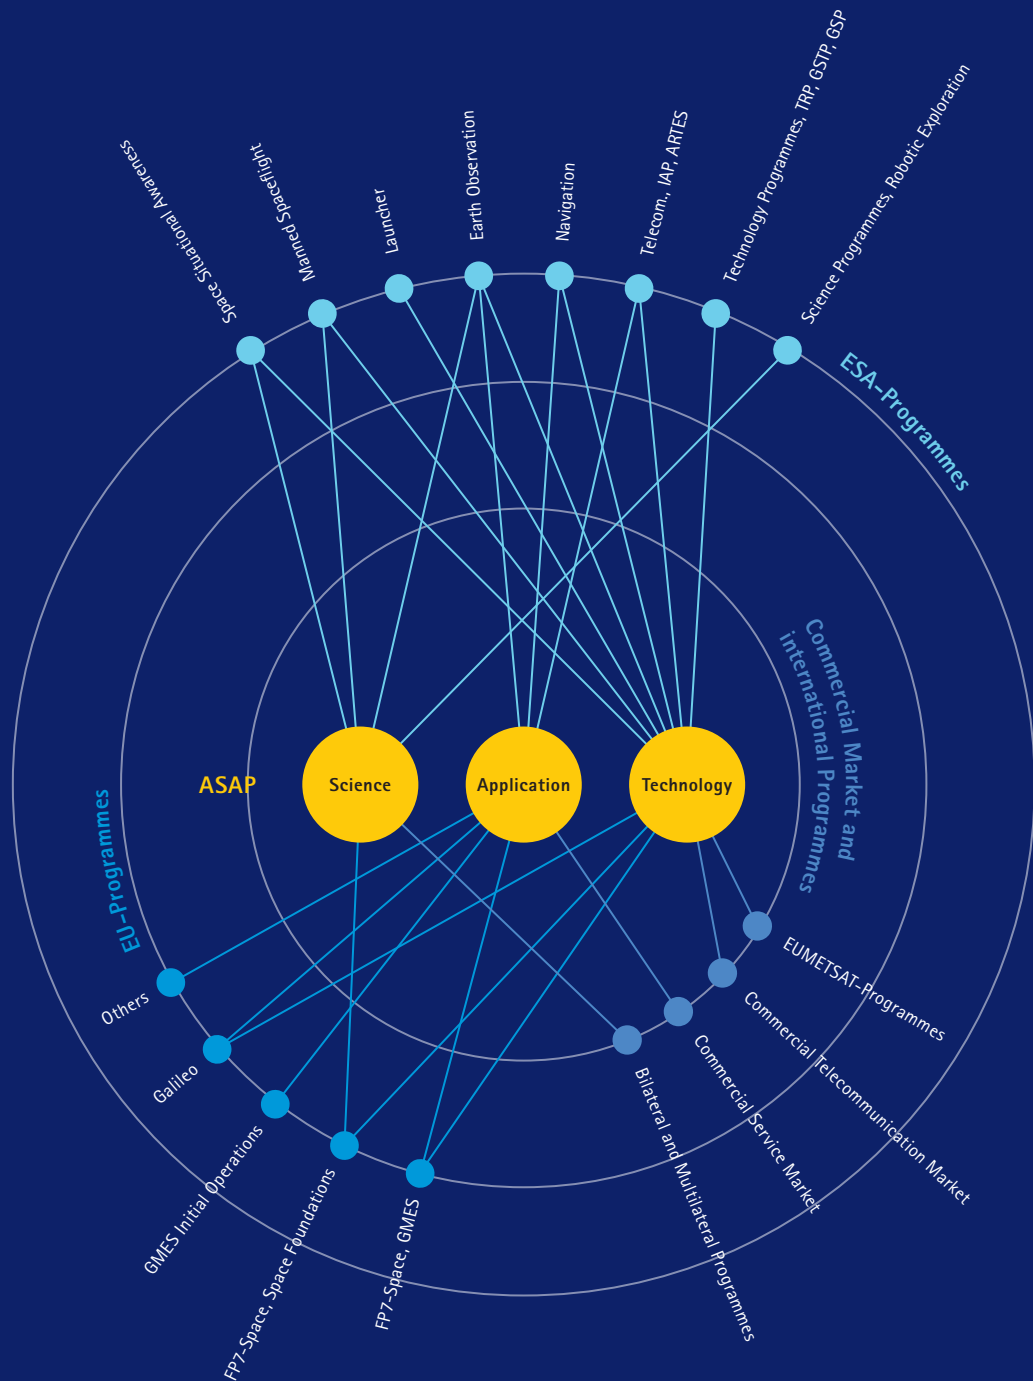 Space Situational Awareness
Manned Spaceflight
Launcher
Earth Observation
Navigation
Telecom., IAP, ARTES
Technology Programmes, TRP, GSTP, GSP
Science Programmes, Robotic Exploration
ESA-Programmes
Commercial Market and
international Programmes
ASAP
Science
Application
Technology
EU-Programmes
Others
Galileo
GMES Initial Operations
FP7-Space, Space Foundations
FP7-Space, GMES
Bilateral and Multilateral Programmes
Commercial Service Market
Commercial Telecommunication Market
EUMETSAT-Programmes